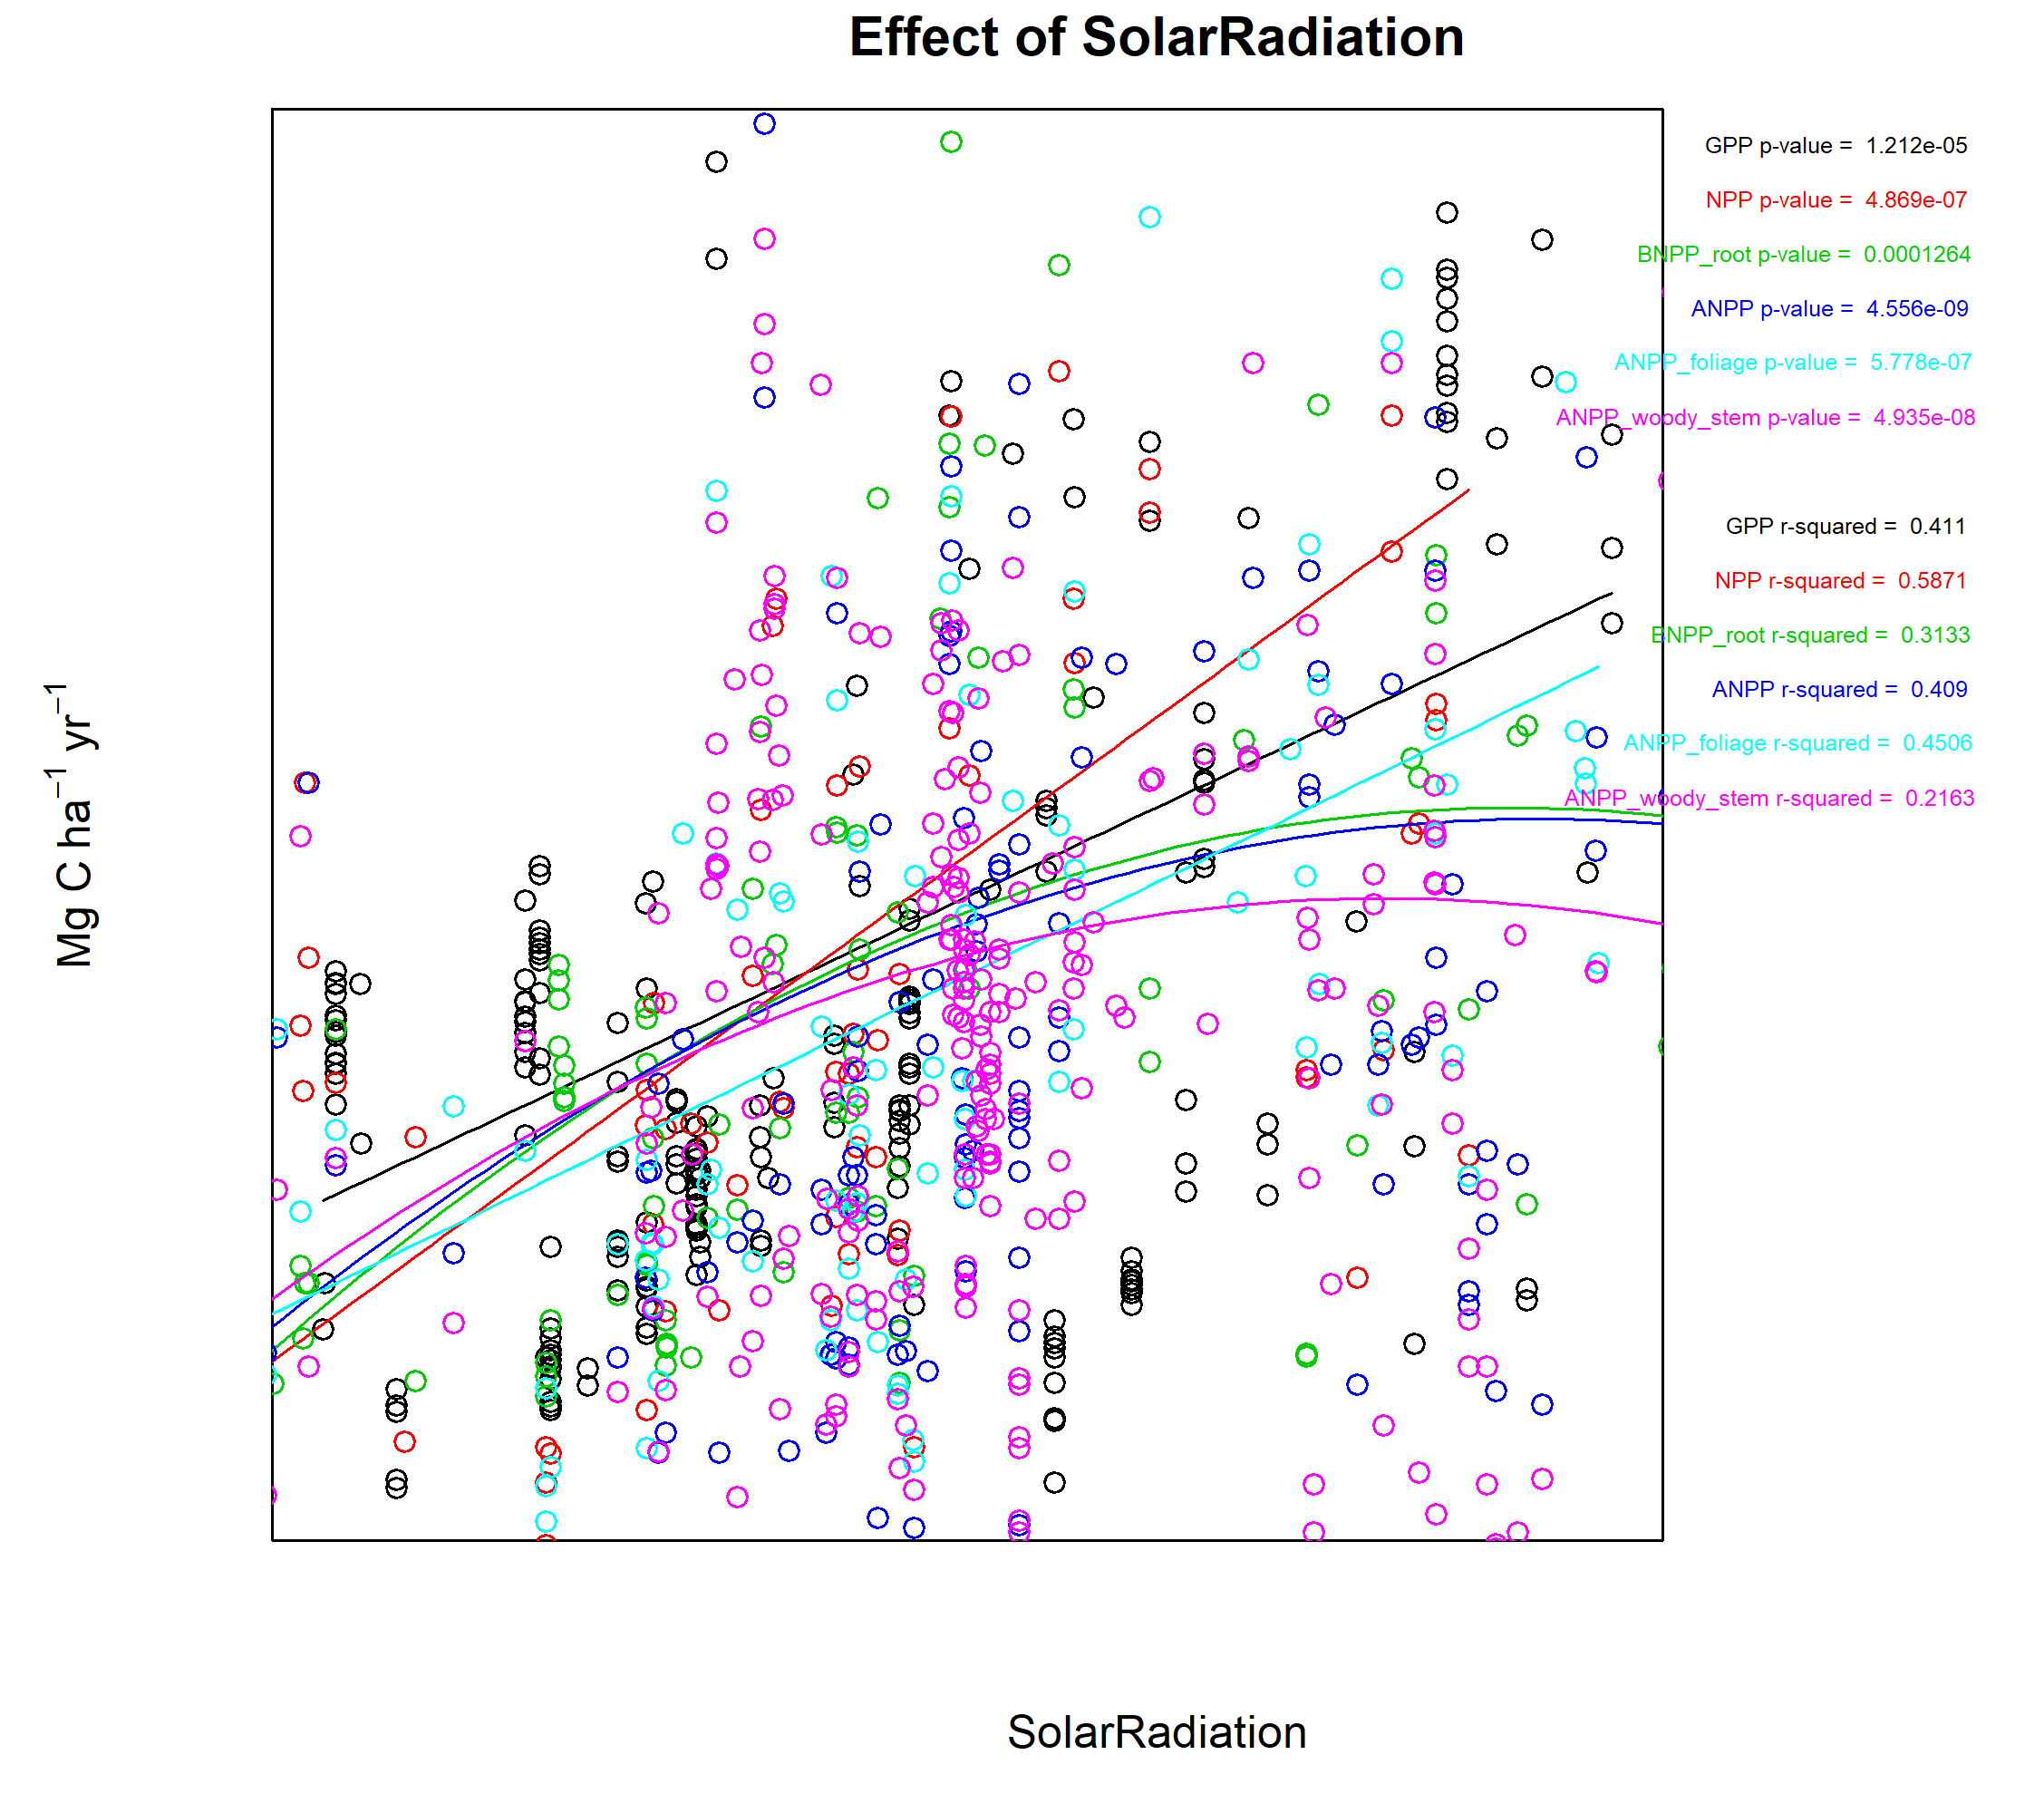 Effect of SolarRadiation
GPP p-value = 1.212e-05
NPP p-value = 4.869e-07
BNPP_root p-value = 0.0001264
ANPP p-value = 4.556e-09
ANPP_foliage p-value = 5.778e-07
ANPP_woody_stem p-value = 4.935e-08
GPP r-squared = 0.411
NPP r-squared = 0.5871
BNPP_root r-squared = 0.3133
ANPP r-squared = 0.409
ANPP_foliage r-squared = 0.4506
ANPP_woody_stem r-squared = 0.2163
Mg C ha⁻¹ yr⁻¹
SolarRadiation